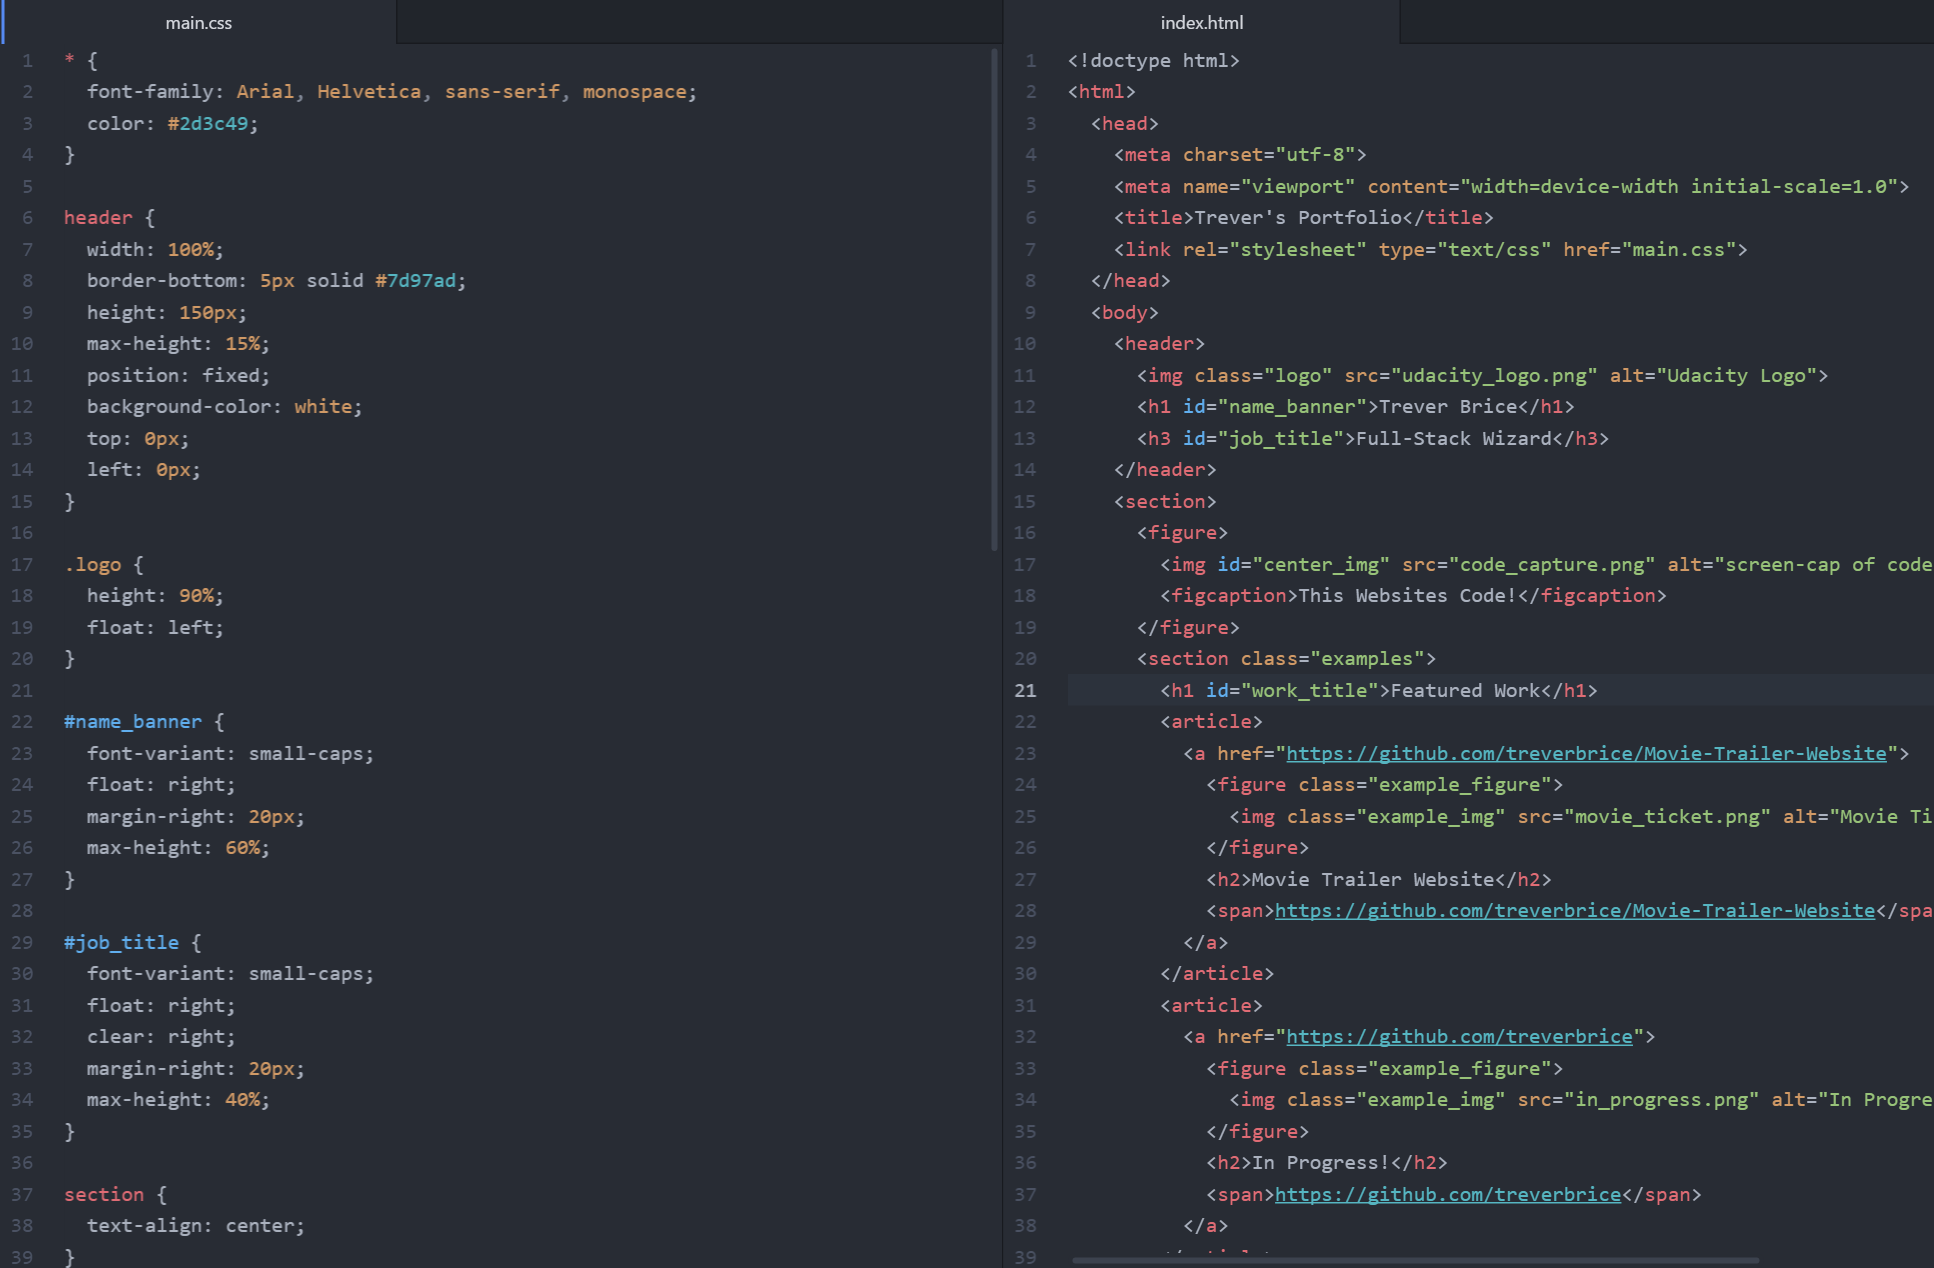 main.css
1 * {
2   font-family: Arial, Helvetica, sans-serif, monospace;
3   color: #2d3c49;
4 }
5
6 header {
7   width: 100%;
8   border-bottom: 5px solid #7d97ad;
9   height: 150px;
10   max-height: 15%;
11   position: fixed;
12   background-color: white;
13   top: 0px;
14   left: 0px;
15 }
16
17 .logo {
18   height: 90%;
19   float: left;
20 }
21
22 #name_banner {
23   font-variant: small-caps;
24   float: right;
25   margin-right: 20px;
26   max-height: 60%;
27 }
28
29 #job_title {
30   font-variant: small-caps;
31   float: right;
32   clear: right;
33   margin-right: 20px;
34   max-height: 40%;
35 }
36
37 section {
38   text-align: center;
39 }
index.html
1 <!doctype html>
2 <html>
3   <head>
4     <meta charset="utf-8">
5     <meta name="viewport" content="width=device-width initial-scale=1.0">
6     <title>Trever's Portfolio</title>
7     <link rel="stylesheet" type="text/css" href="main.css">
8   </head>
9   <body>
10     <header>
11       <img class="logo" src="udacity_logo.png" alt="Udacity Logo">
12       <h1 id="name_banner">Trever Brice</h1>
13       <h3 id="job_title">Full-Stack Wizard</h3>
14     </header>
15     <section>
16       <figure>
17         <img id="center_img" src="code_capture.png" alt="screen-cap of code
18         <figcaption>This Websites Code!</figcaption>
19       </figure>
20       <section class="examples">
21         <h1 id="work_title">Featured Work</h1>
22         <article>
23           <a href="https://github.com/treverbrice/Movie-Trailer-Website">
24             <figure class="example_figure">
25               <img class="example_img" src="movie_ticket.png" alt="Movie Ti
26             </figure>
27             <h2>Movie Trailer Website</h2>
28             <span>https://github.com/treverbrice/Movie-Trailer-Website</spa
29           </a>
30         </article>
31         <article>
32           <a href="https://github.com/treverbrice">
33             <figure class="example_figure">
34               <img class="example_img" src="in_progress.png" alt="In Progre
35             </figure>
36             <h2>In Progress!</h2>
37             <span>https://github.com/treverbrice</span>
38           </a>
39